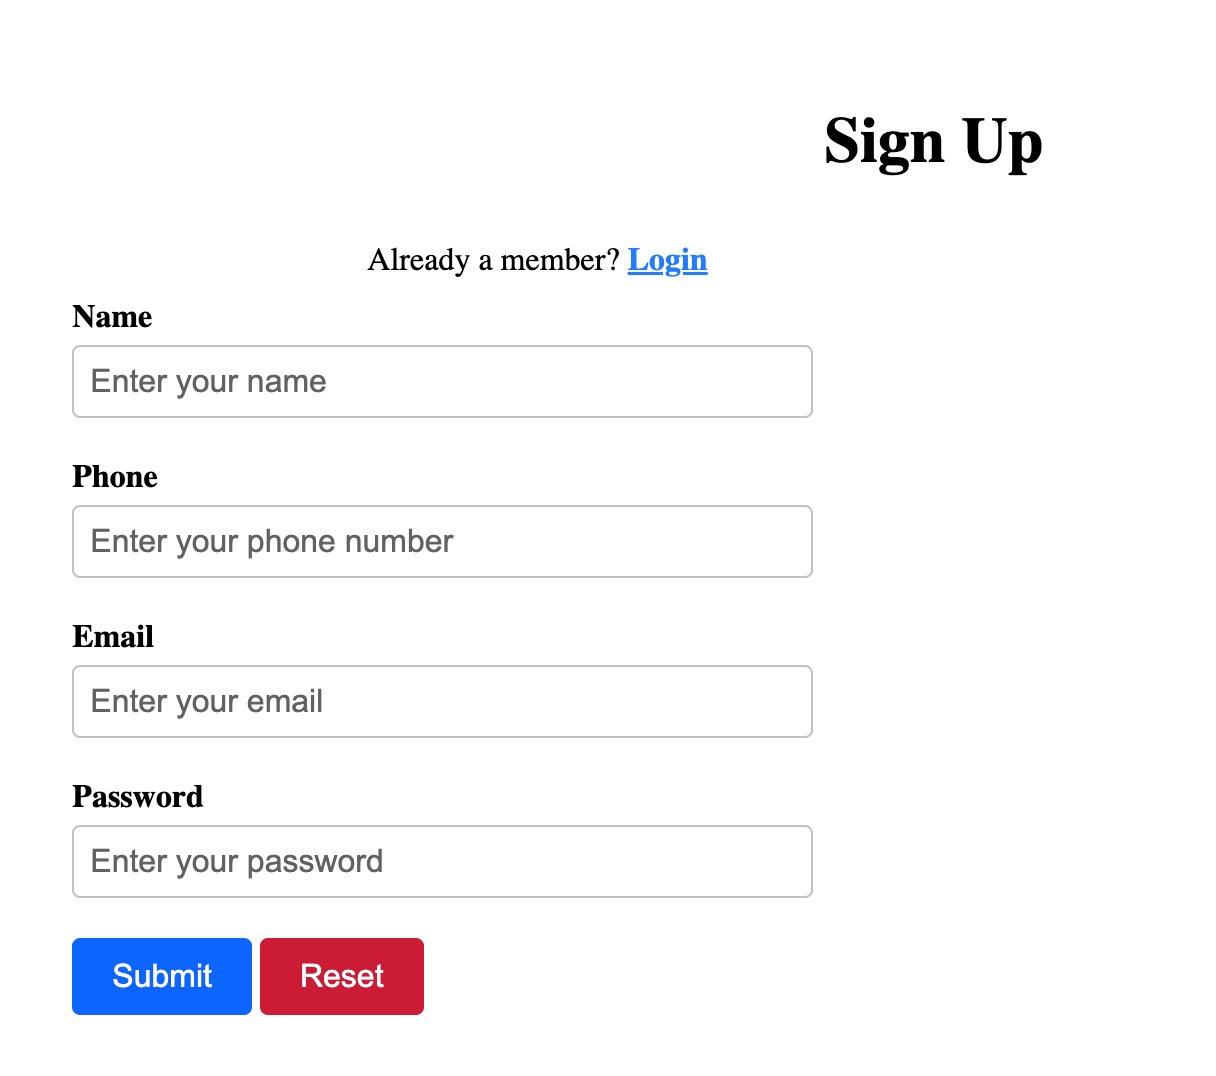 Sign Up
Already a member? Login
Name
Enter your name
Phone
Enter your phone number
Email
Enter your email
Password
Enter your password
Submit Reset